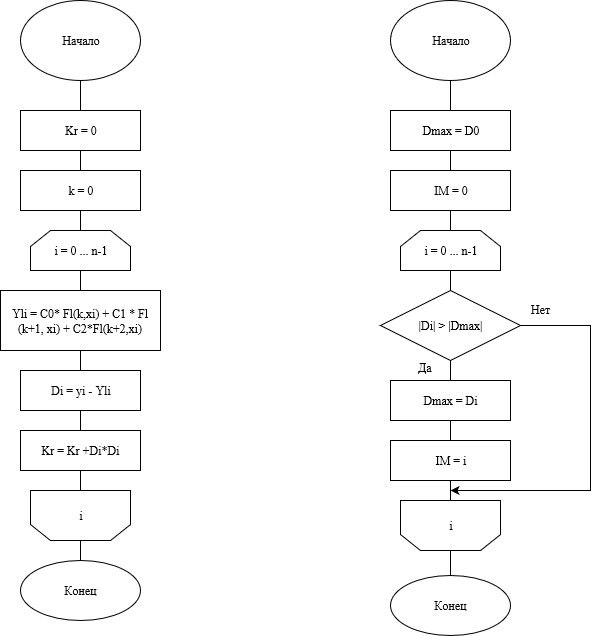 Начало
Kr = 0
k = 0
i = 0 ... n-1
Yli = C0* Fl(k,xi) + C1 * Fl
(k+1, xi) + C2*Fl(k+2,xi)
Di = yi - Yli
Kr = Kr +Di*Di
i
Конец
Начало
Dmax = D0
IM = 0
i = 0 ... n-1
|Di| > |Dmax|
Нет
Да
Dmax = Di
IM = i
i
Конец